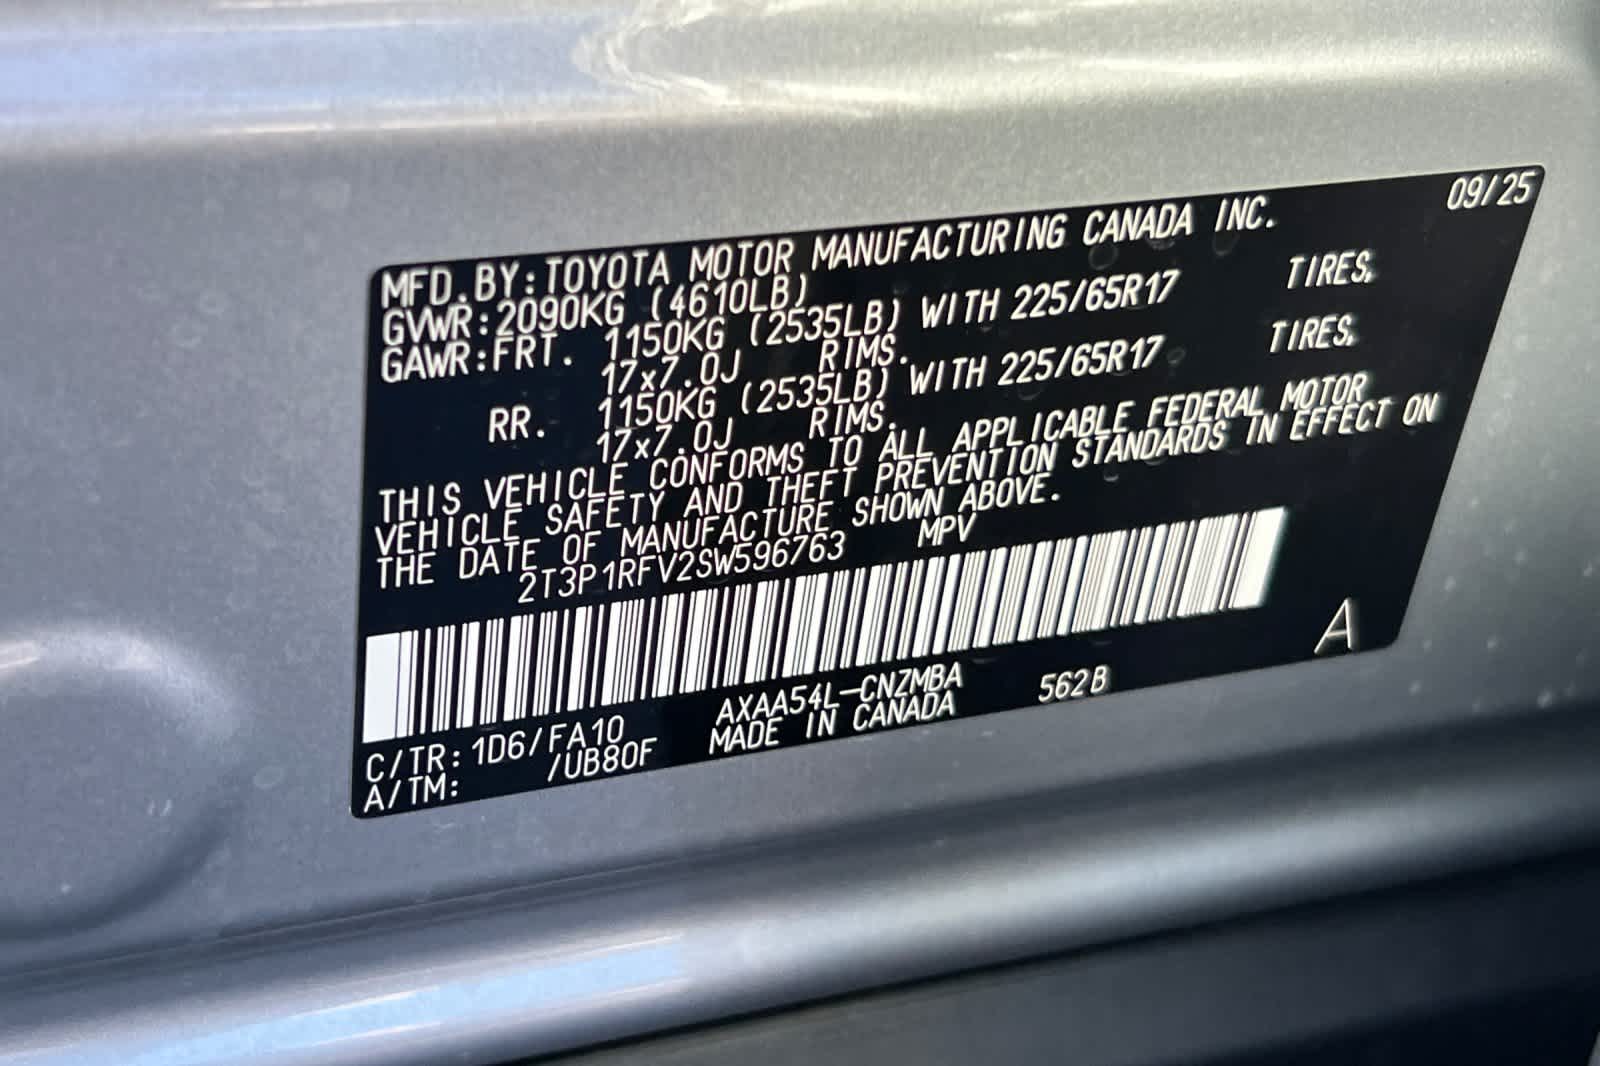 09/25
MFD.BY:TOYOTA MOTOR MANUFACTURING CANADA INC.
GVWR:2090KG (4610LB)
GAWR:FRT. 1150KG (2535LB) WITH 225/65R17 TIRES,
17x7.0J RIMS.
RR. 1150KG (2535LB) WITH 225/65R17 TIRES,
17x7.0J RIMS.
THIS VEHICLE CONFORMS TO ALL APPLICABLE FEDERAL MOTOR
VEHICLE SAFETY AND THEFT PREVENTION STANDARDS IN EFFECT ON
THE DATE OF MANUFACTURE SHOWN ABOVE.
2T3P1RFV2SW596763 MPV
A
C/TR: 1D6/FA10 AXAA54L-CNZMBA 562B
A/TM: /UB80F MADE IN CANADA